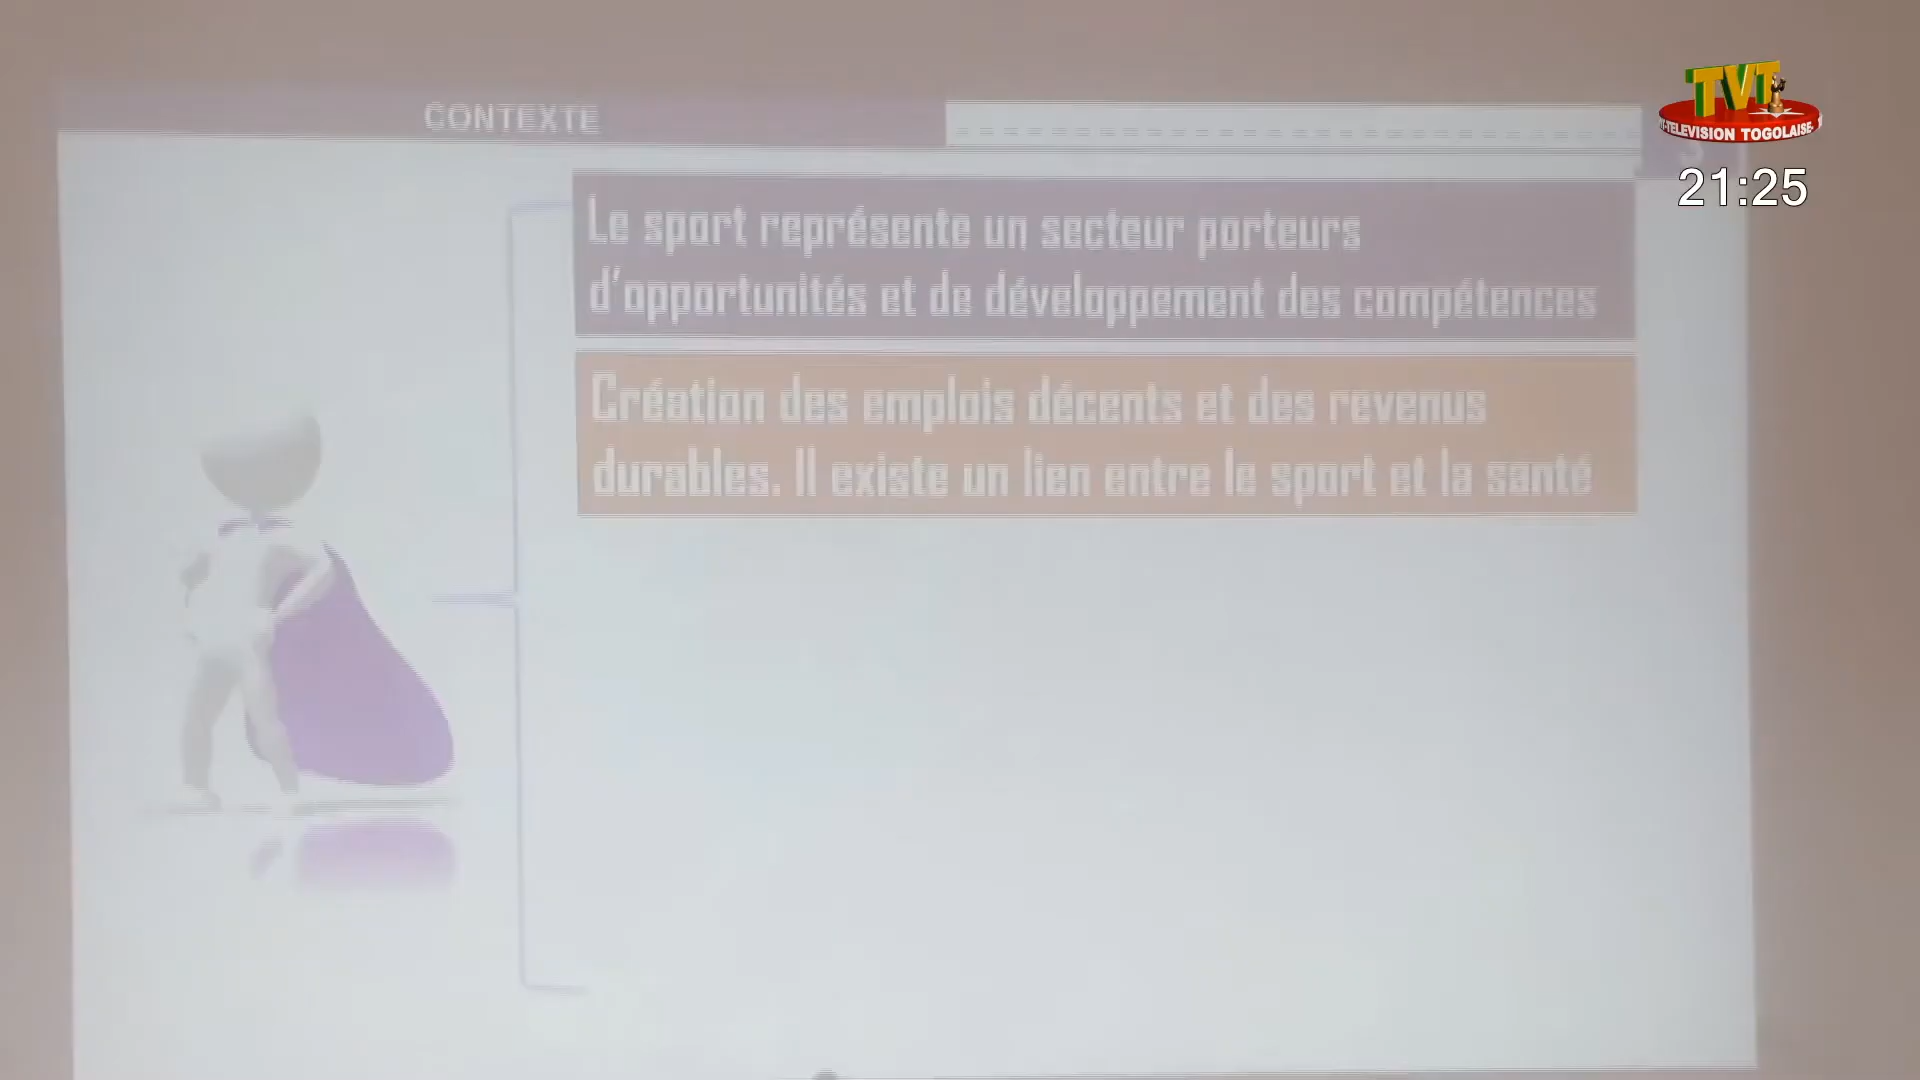 CONTEXTE
Le sport représente un secteur porteurs
d'opportunités et de développement des compétences
Création des emplois décents et des revenus
durables. Il existe un lien entre le sport et la santé
TVT
TELEVISION TOGOLAISE
21:25